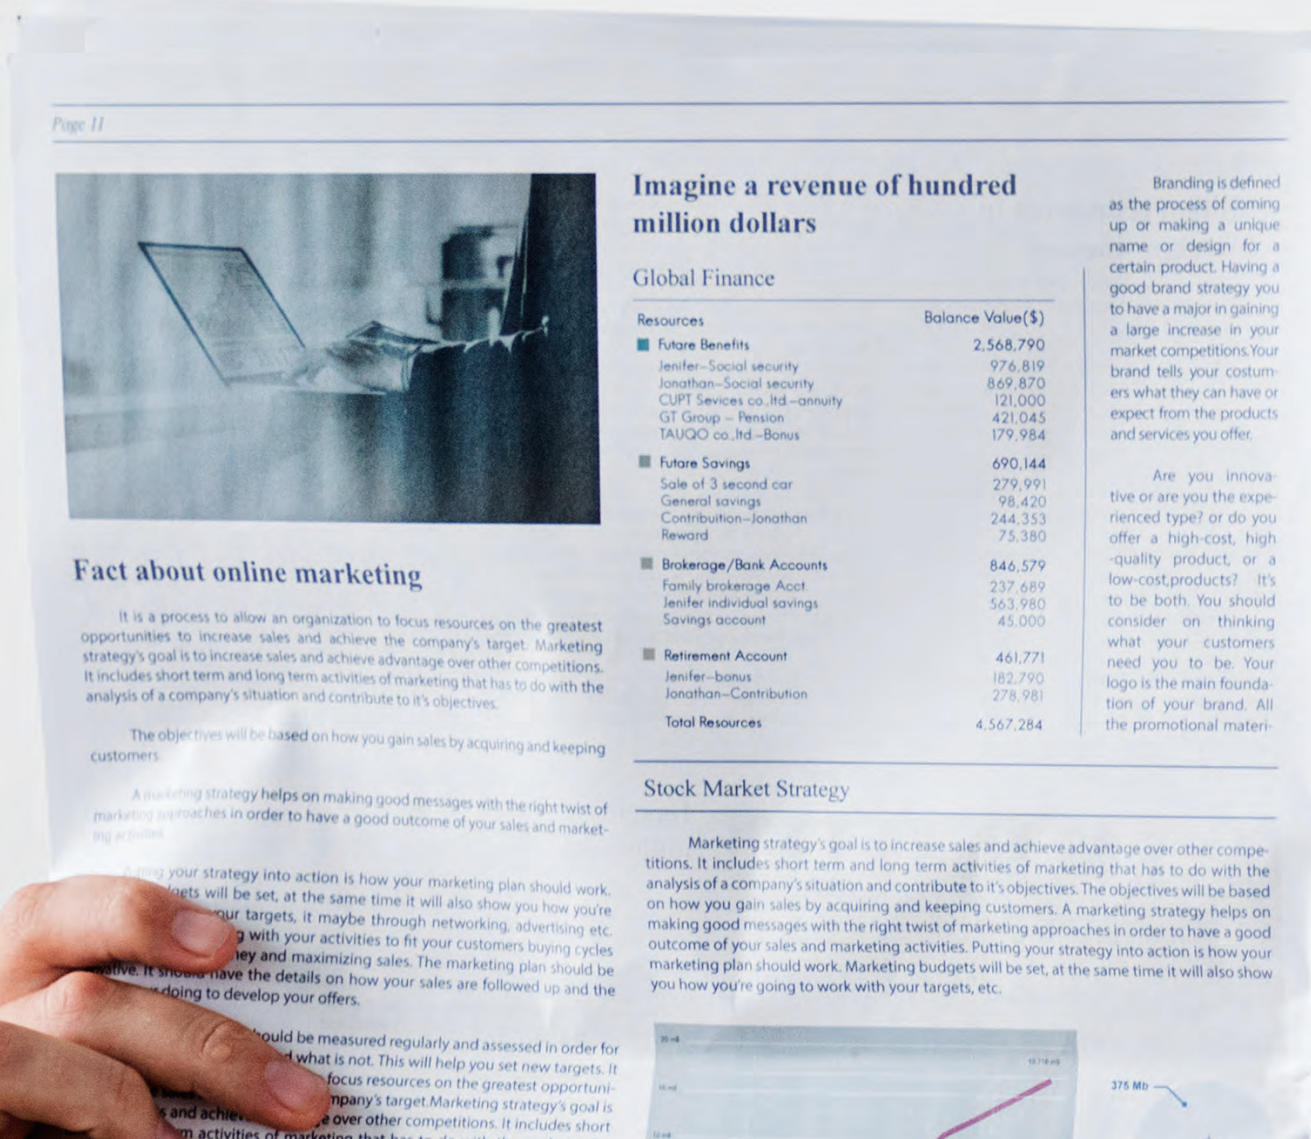 Page 11
Fact about online marketing
It is a process to allow an organization to focus resources on the greatest
opportunities to increase sales and achieve the company's target. Marketing
strategy's goal is to increase sales and achieve advantage over other competitions.
It includes short term and long term activities of marketing that has to do with the
analysis of a company's situation and contribute to it's objectives.
The objectives will be based on how you gain sales by acquiring and keeping
customers.
A marketing strategy helps on making good messages with the right twist of
marketing approaches in order to have a good outcome of your sales and market-
ing activities.
your strategy into action is how your marketing plan should work.
will be set, at the same time it will also show you how you're
your targets, it maybe through networking, advertising etc.
with your activities to fit your customers buying cycles
and maximizing sales. The marketing plan should be
It should have the details on how your sales are followed up and the
doing to develop your offers.
be measured regularly and assessed in order for
what is not. This will help you set new targets. It
focus resources on the greatest opportuni-
target.Marketing strategy's goal is
and over other competitions. It includes short
activities of marketing that has to do with the
Imagine a revenue of hundred
million dollars
Global Finance
Resources Balance Value($)
Future Benefits 2,568,790
Jenifer–Social security 976,819
Jonathan–Social security 869,870
CUPT Sevices co.,ltd–annuity 121,000
GT Group – Pension 421,045
TAUQO co.,ltd–Bonus 179,984
Future Savings 690,144
Sale of 3 second car 279,991
General savings 98,420
Contribuition–Jonathan 244,353
Reward 75,380
Brokerage/Bank Accounts 846,579
Family brokerage Acct. 237,689
Jenifer individual savings 563,980
Savings account 45,000
Retirement Account 461,771
Jenifer–bonus 182,790
Jonathan–Contribution 278,981
Total Resources 4,567,284
Branding is defined
as the process of coming
up or making a unique
name or design for a
certain product. Having a
good brand strategy you
to have a major in gaining
a large increase in your
market competitions.Your
brand tells your costum-
ers what they can have or
expect from the products
and services you offer.
Are you innova-
tive or are you the expe-
rienced type? or do you
offer a high-cost, high
-quality product, or a
low-cost,products? It's
to be both. You should
consider on thinking
what your customers
need you to be. Your
logo is the main founda-
tion of your brand. All
the promotional materi-
Stock Market Strategy
Marketing strategy's goal is to increase sales and achieve advantage over other compe-
titions. It includes short term and long term activities of marketing that has to do with the
analysis of a company's situation and contribute to it's objectives. The objectives will be based
on how you gain sales by acquiring and keeping customers. A marketing strategy helps on
making good messages with the right twist of marketing approaches in order to have a good
outcome of your sales and marketing activities. Putting your strategy into action is how your
marketing plan should work. Marketing budgets will be set, at the same time it will also show
you how you're going to work with your targets, etc.
375 Mb